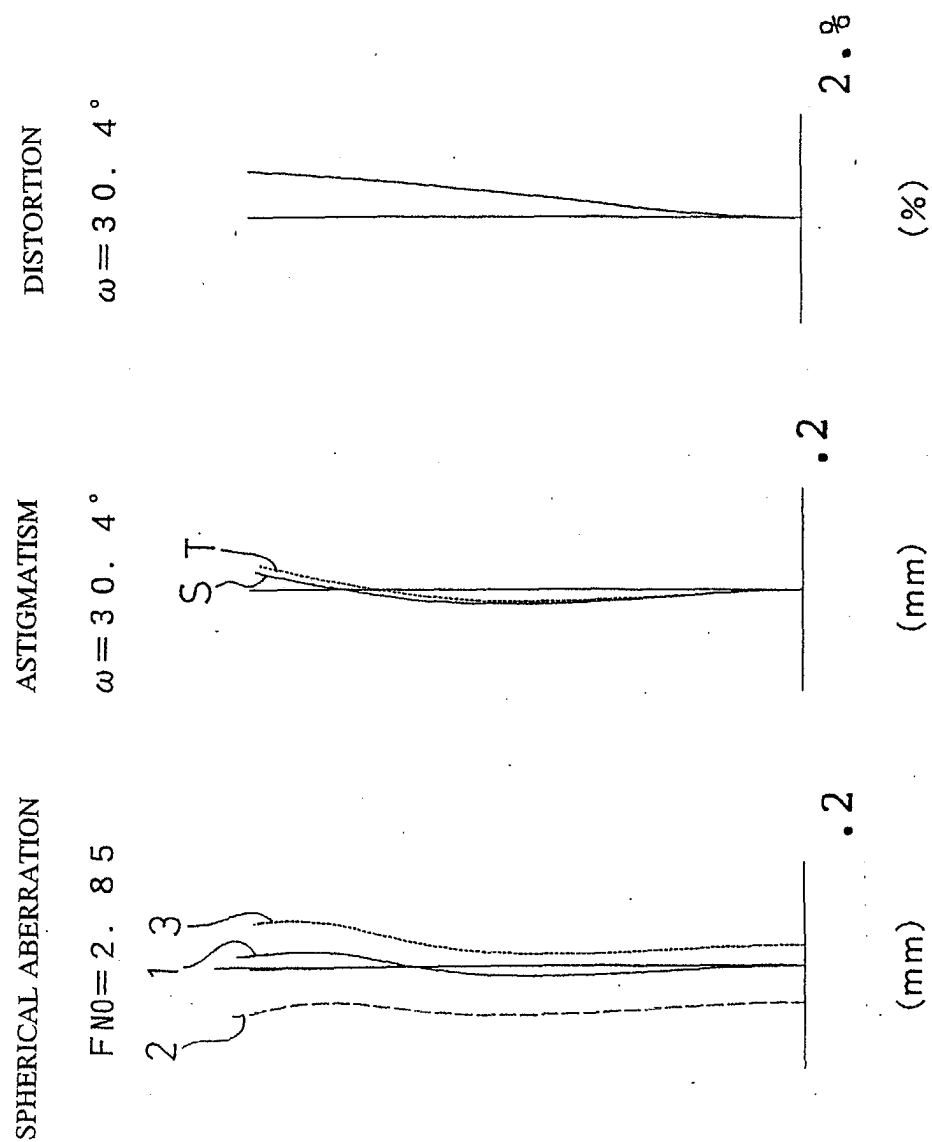 SPHERICAL ABERRATION
FNO=2. 85
2
1
3
.2
(mm)
ASTIGMATISM
ω=30. 4°
S
T
.2
(mm)
DISTORTION
ω=30. 4°
2.%
(%)